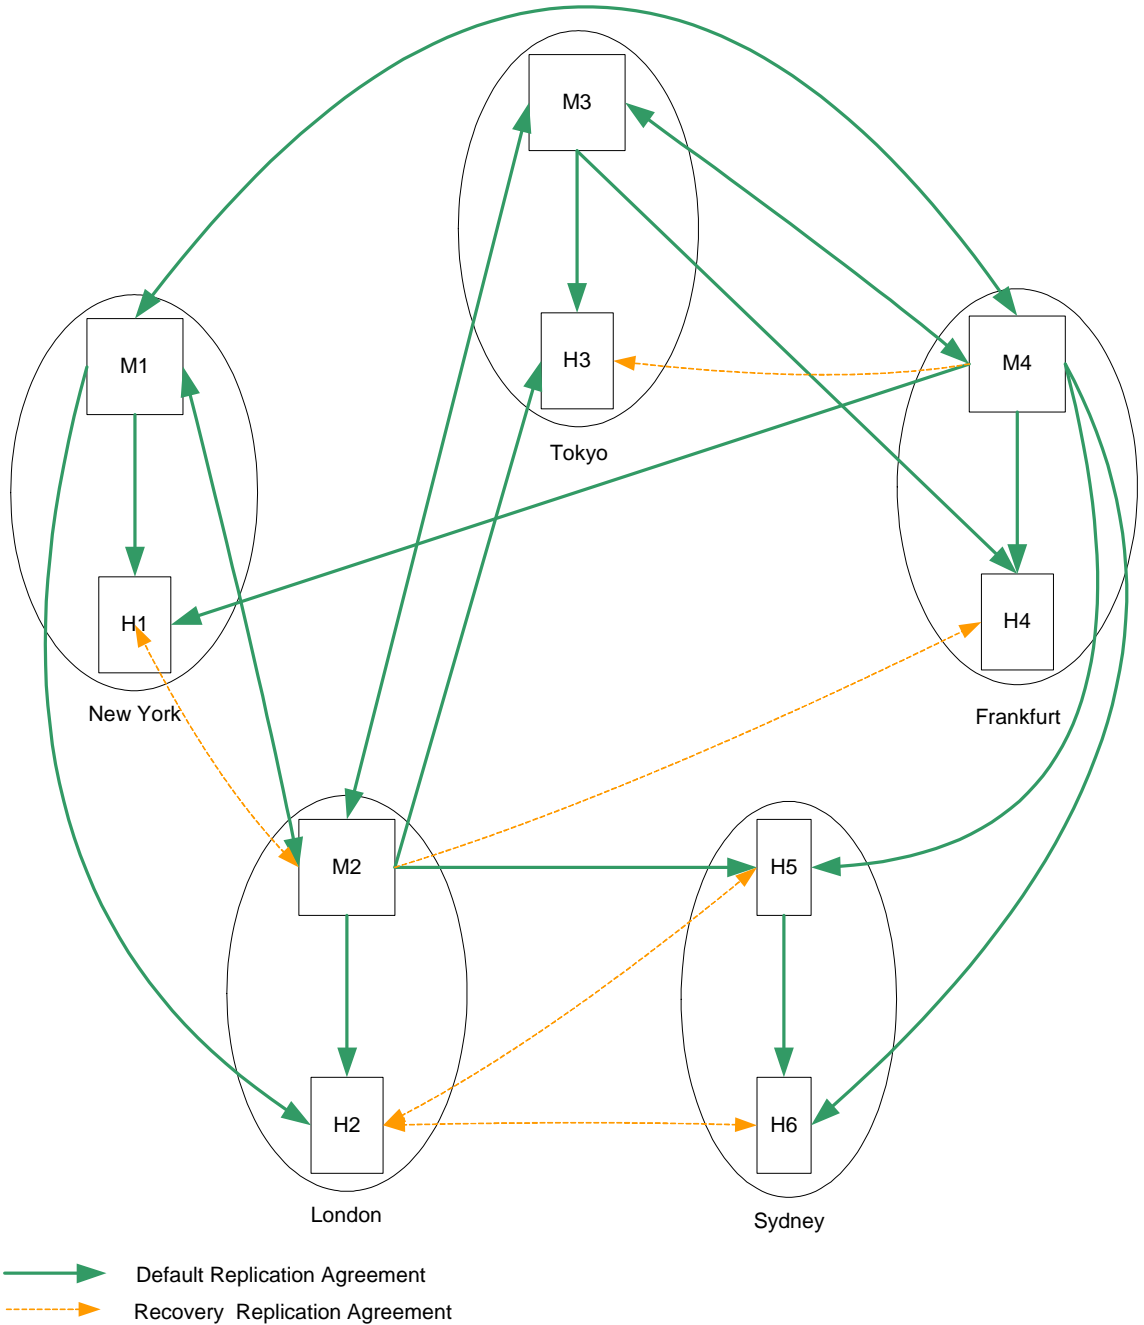 M3
M1
H3
M4
Tokyo
H1
H4
New York
Frankfurt
M2
H5
H2
H6
London
Sydney
Default Replication Agreement
Recovery Replication Agreement